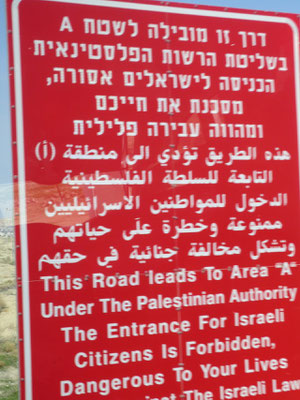 דרך זו מובילה לשטח A
בשליטת הרשות הפלסטינאית
הכניסה לישראלים אסורה,
מסכנת את חייכם
ומהווה עבירה פלילית
هذه الطريق تؤدي الى منطقة (أ)
التابعة للسلطة الفلسطينية
الدخول للمواطنين الاسرائيليين
ممنوعة وخطرة على حياتهم
وتشكل مخالفة جنائية في حقهم
This Road leads To Area "A"
Under The Palestinian Authority
The Entrance For Israeli
Citizens Is Forbidden,
Dangerous To Your Lives
The Israeli Law